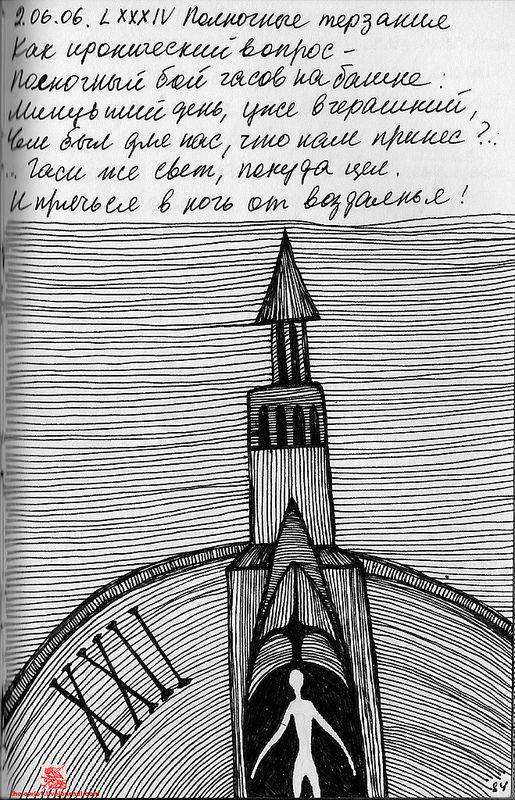 2.06.06. LXXXIV Полночные терзания
Как иронический вопрос –
Полночный бой часов на башне:
Минувший день, уже вчерашний,
Чем был для нас, что нам принес?..
... Гаси же свет, покуда цел.
И прячься в ночь от воздаянья!
XXII
84